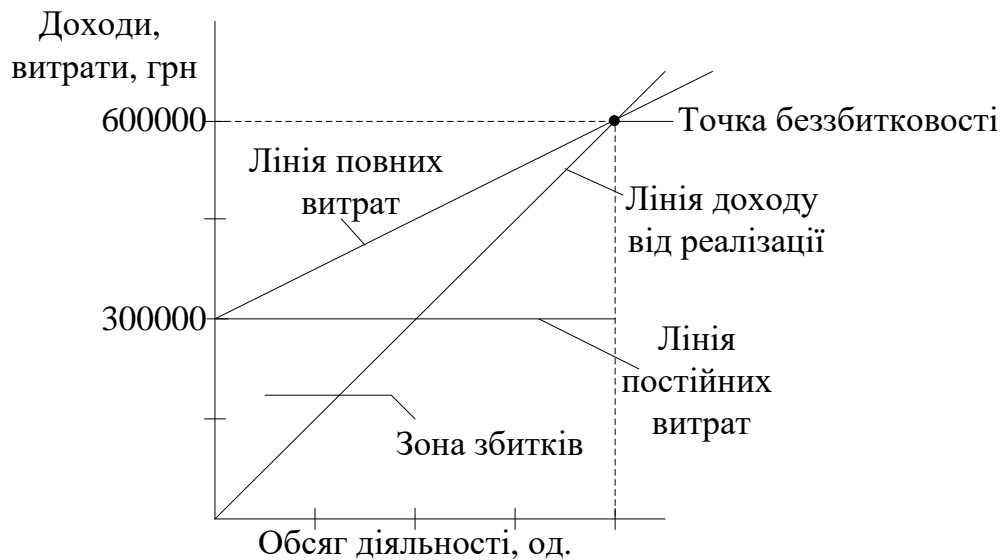 Доходи,
витрати, грн
600000
Точка беззбитковості
Лінія повних
витрат
Лінія доходу
від реалізації
300000
Лінія
постійних
витрат
Зона збитків
Обсяг діяльності, од.